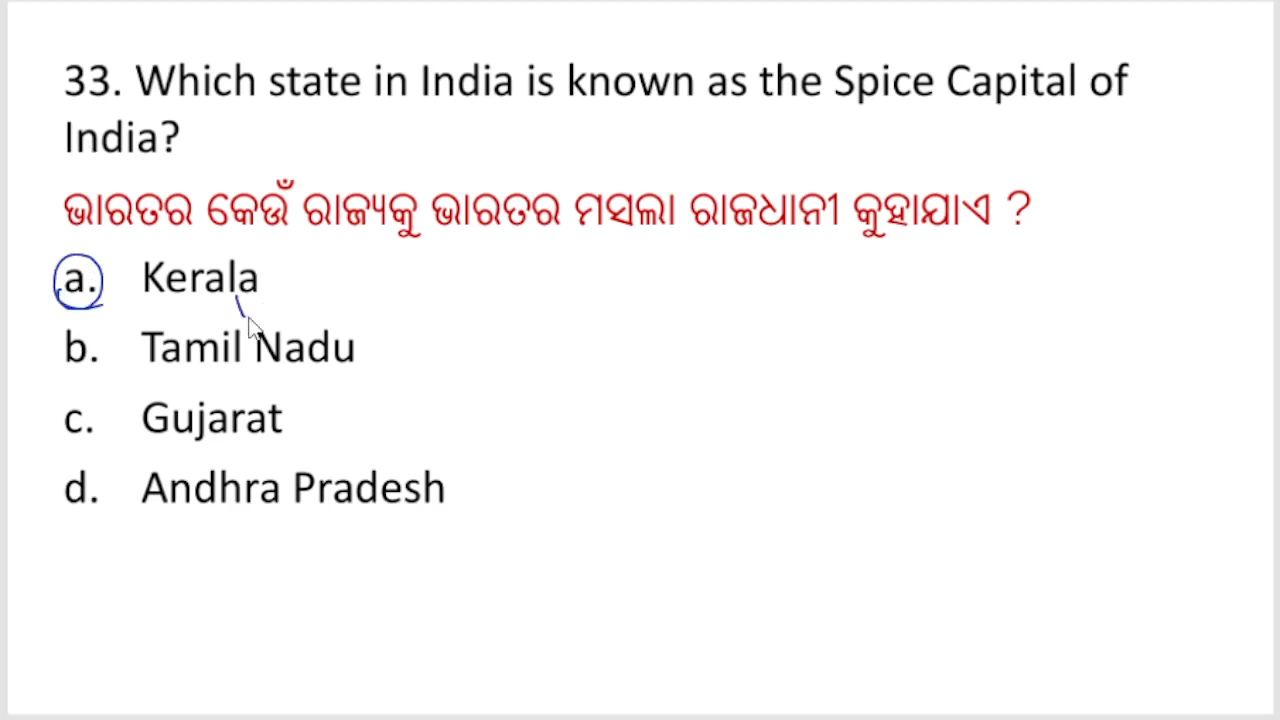 33. Which state in India is known as the Spice Capital of
India?
ଭାରତର କେଉଁ ରାଜ୍ୟକୁ ଭାରତର ମସଲା ରାଜଧାନୀ କୁହାଯାଏ ?
a. Kerala
b. Tamil Nadu
c. Gujarat
d. Andhra Pradesh